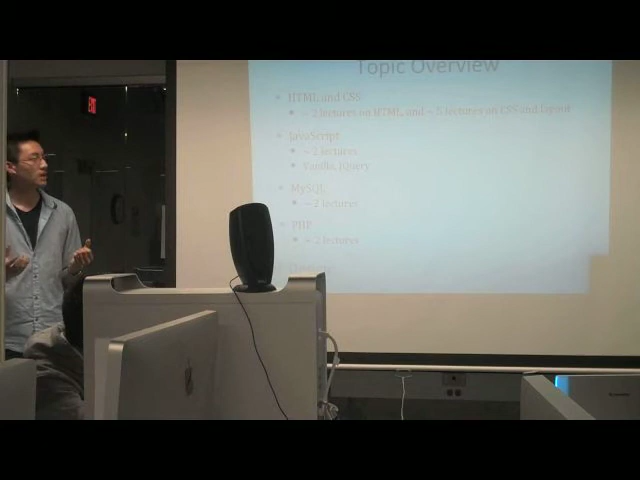 Topic Overview
• HTML and CSS
• ~ 2 lectures on HTML, and ~ 5 lectures on CSS and layout
• JavaScript
• ~ 2 lectures
• Vanilla, jQuery
• MySQL
• ~ 2 lectures
• PHP
• ~ 2 lectures
EXIT